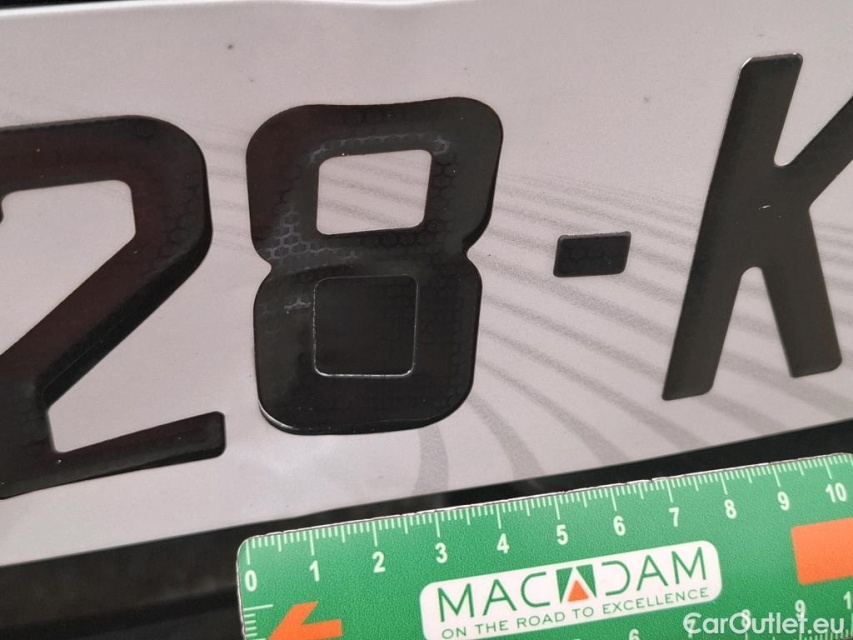 28-K
0 1 2 3 4 5 6 7 8 9 10
MACADAM
ON THE ROAD TO EXCELLENCE
CarOutlet.eu